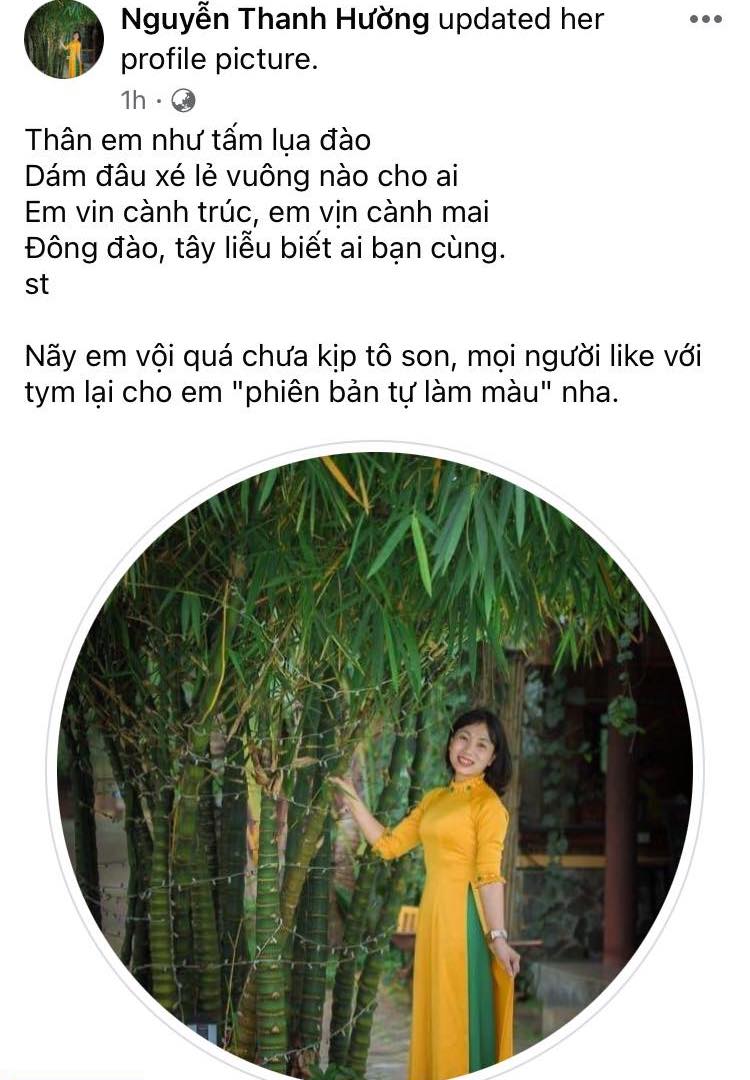 Nguyễn Thanh Hường updated her
profile picture.
1h ·
Thân em như tấm lụa đào
Dám đâu xé lẻ vuông nào cho ai
Em vin cành trúc, em vịn cành mai
Đông đào, tây liễu biết ai bạn cùng.
st
Nãy em vội quá chưa kịp tô son, mọi người like với
tym lại cho em "phiên bản tự làm màu" nha.